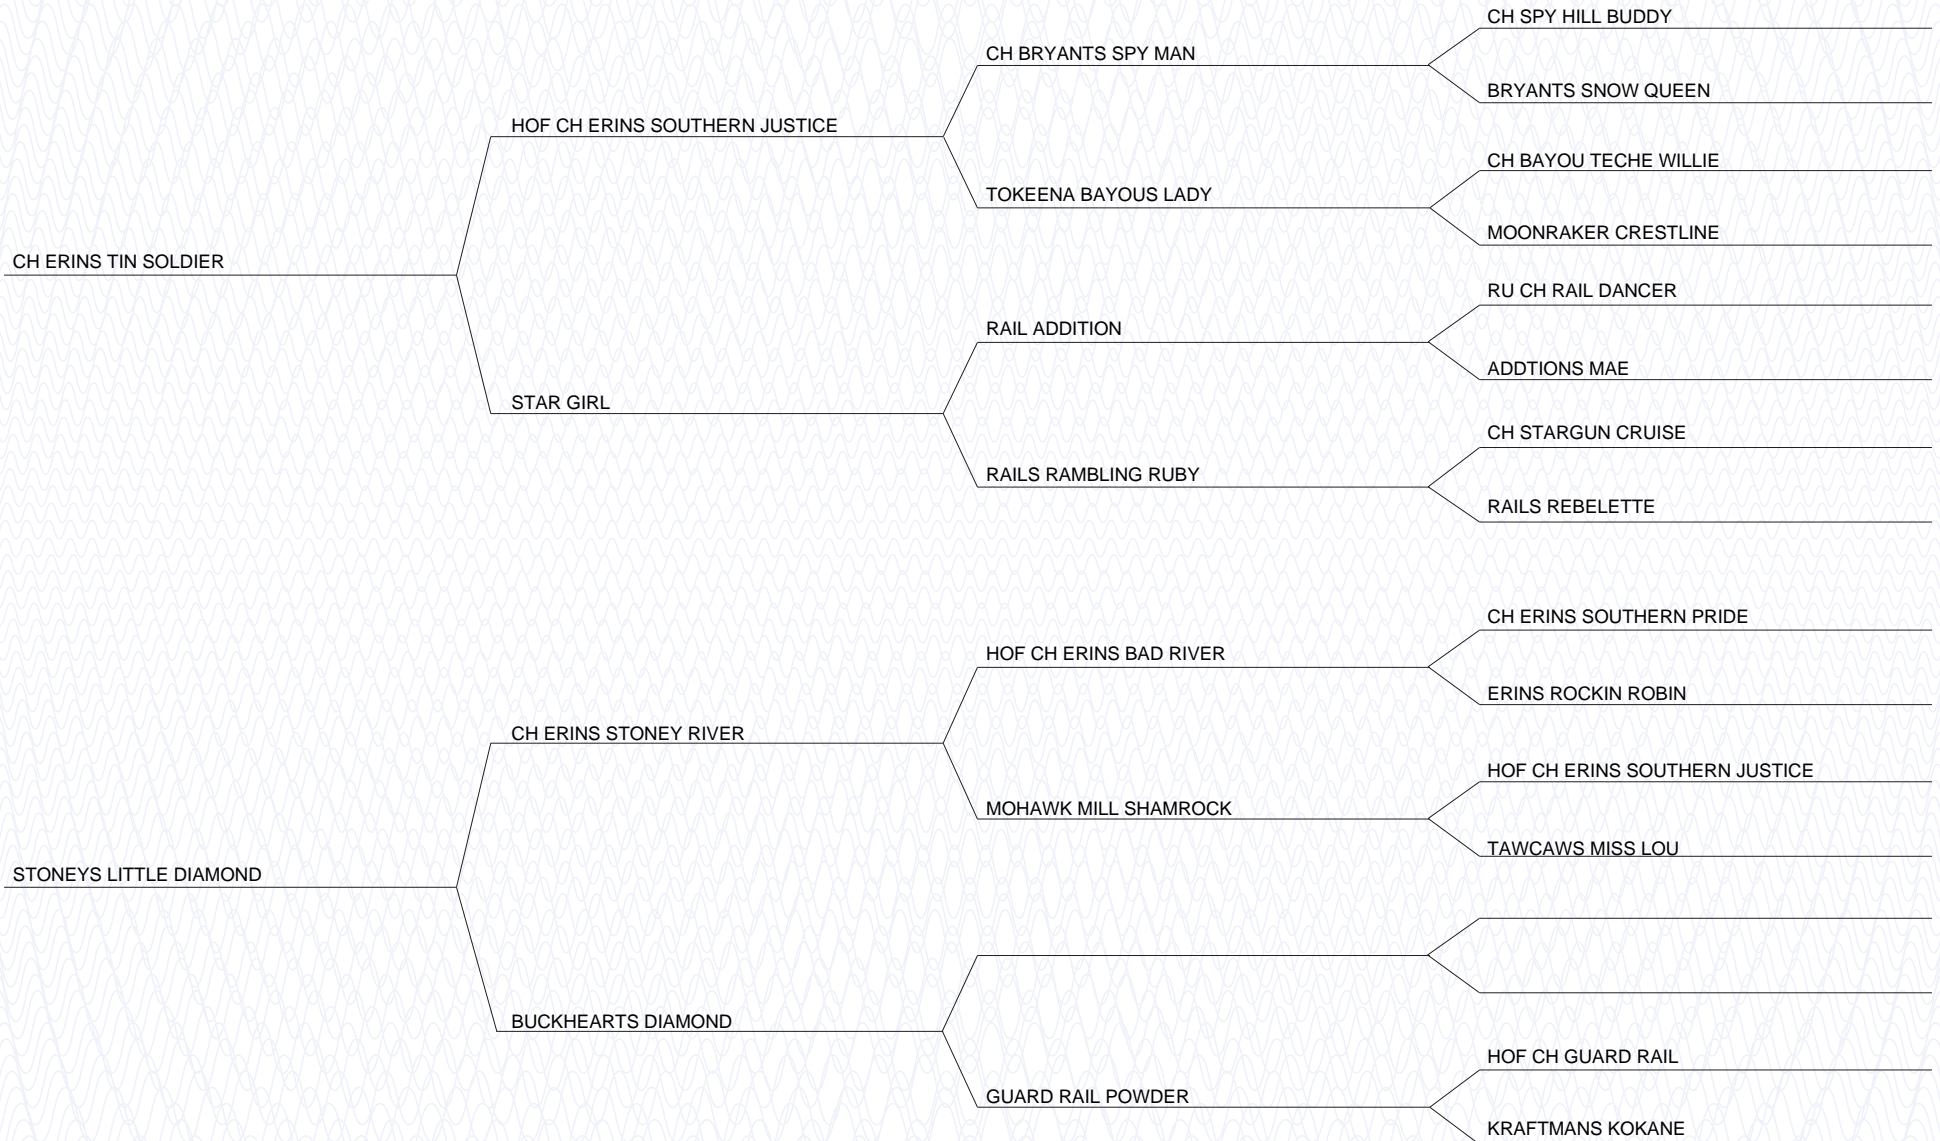 CH SPY HILL BUDDY
CH BRYANTS SPY MAN
BRYANTS SNOW QUEEN
HOF CH ERINS SOUTHERN JUSTICE
CH BAYOU TECHE WILLIE
TOKEENA BAYOUS LADY
MOONRAKER CRESTLINE
CH ERINS TIN SOLDIER
RU CH RAIL DANCER
RAIL ADDITION
ADDTIONS MAE
STAR GIRL
CH STARGUN CRUISE
RAILS RAMBLING RUBY
RAILS REBELETTE
CH ERINS SOUTHERN PRIDE
HOF CH ERINS BAD RIVER
ERINS ROCKIN ROBIN
CH ERINS STONEY RIVER
HOF CH ERINS SOUTHERN JUSTICE
MOHAWK MILL SHAMROCK
TAWCAWS MISS LOU
STONEYS LITTLE DIAMOND
BUCKHEARTS DIAMOND
HOF CH GUARD RAIL
GUARD RAIL POWDER
KRAFTMANS KOKANE